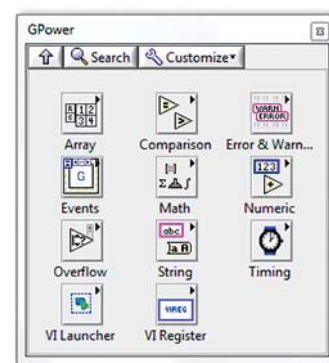 GPower
Search Customize
Array Comparison Error & Warn...
Events Math Numeric
Overflow String Timing
VI Launcher VI Register